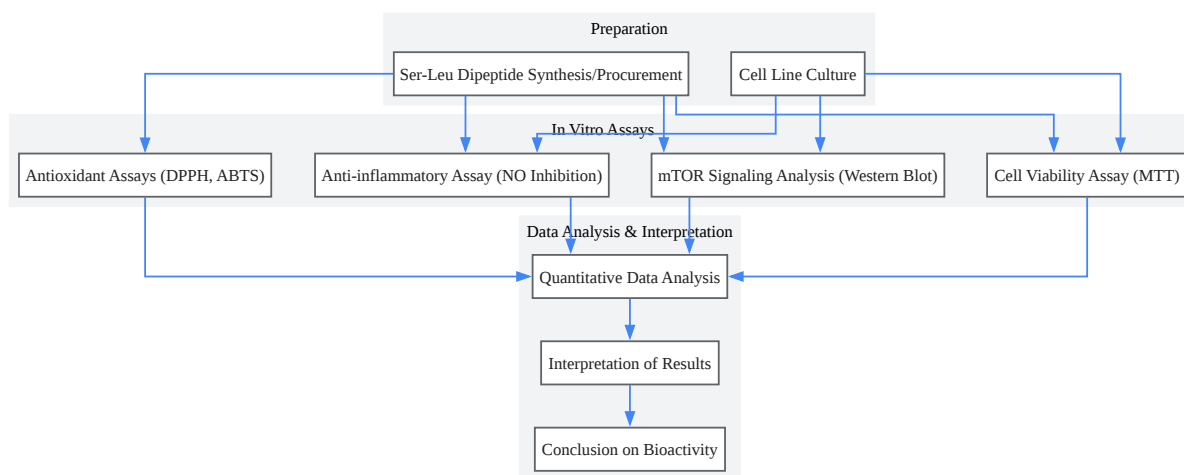 Preparation
Ser-Leu Dipeptide Synthesis/Procurement
Cell Line Culture
In Vitro Assays
Antioxidant Assays (DPPH, ABTS)
Anti-inflammatory Assay (NO Inhibition)
mTOR Signaling Analysis (Western Blot)
Cell Viability Assay (MTT)
Data Analysis & Interpretation
Quantitative Data Analysis
Interpretation of Results
Conclusion on Bioactivity